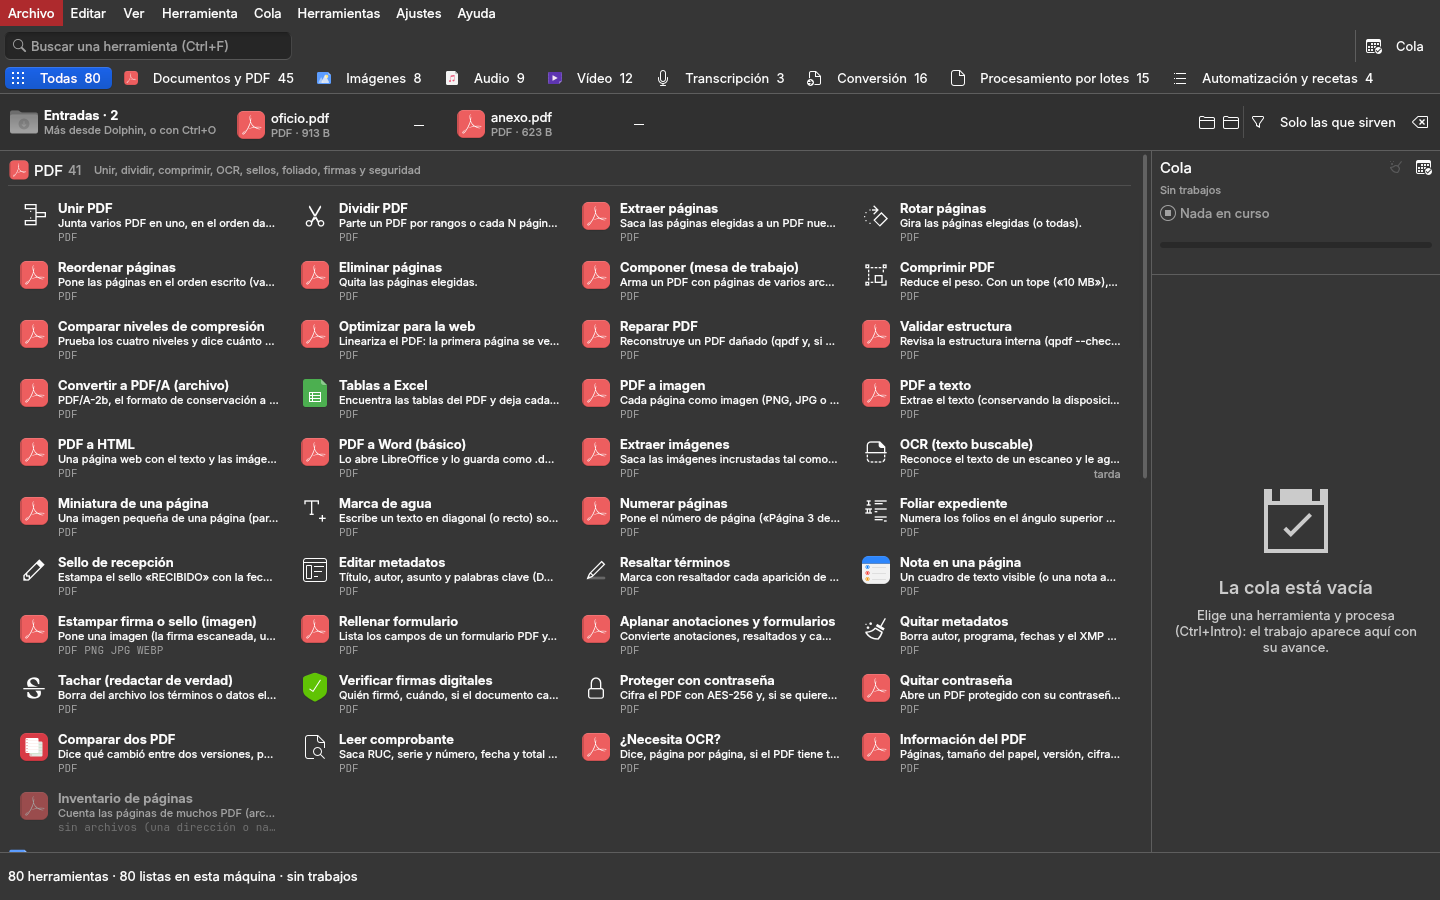 Archivo Editar Ver Herramienta Cola Herramientas Ajustes Ayuda
Buscar una herramienta (Ctrl+F)
Cola
Todas 80 Documentos y PDF 45 Imágenes 8 Audio 9 Vídeo 12 Transcripción 3 Conversión 16 Procesamiento por lotes 15 Automatización y recetas 4
Entradas · 2
Más desde Dolphin, o con Ctrl+O
oficio.pdf
PDF · 913 B
anexo.pdf
PDF · 623 B
Solo las que sirven
PDF 41 Unir, dividir, comprimir, OCR, sellos, foliado, firmas y seguridad
Unir PDF
Junta varios PDF en uno, en el orden da...
PDF
Dividir PDF
Parte un PDF por rangos o cada N págin...
PDF
Extraer páginas
Saca las páginas elegidas a un PDF nue...
PDF
Rotar páginas
Gira las páginas elegidas (o todas).
PDF
Reordenar páginas
Pone las páginas en el orden escrito (va...
PDF
Eliminar páginas
Quita las páginas elegidas.
PDF
Componer (mesa de trabajo)
Arma un PDF con páginas de varios arc...
PDF
Comprimir PDF
Reduce el peso. Con un tope («10 MB»),...
PDF
Comparar niveles de compresión
Prueba los cuatro niveles y dice cuánto ...
PDF
Optimizar para la web
Lineariza el PDF: la primera página se ve...
PDF
Reparar PDF
Reconstruye un PDF dañado (qpdf y, si ...
PDF
Validar estructura
Revisa la estructura interna (qpdf --chec...
PDF
Convertir a PDF/A (archivo)
PDF/A-2b, el formato de conservación a ...
PDF
Tablas a Excel
Encuentra las tablas del PDF y deja cada...
PDF
PDF a imagen
Cada página como imagen (PNG, JPG o ...
PDF
PDF a texto
Extrae el texto (conservando la disposici...
PDF
PDF a HTML
Una página web con el texto y las imáge...
PDF
PDF a Word (básico)
Lo abre LibreOffice y lo guarda como .d...
PDF
Extraer imágenes
Saca las imágenes incrustadas tal como...
PDF
OCR (texto buscable)
Reconoce el texto de un escaneo y le ag...
PDF
tarda
Miniatura de una página
Una imagen pequeña de una página (par...
PDF
Marca de agua
Escribe un texto en diagonal (o recto) so...
PDF
Numerar páginas
Pone el número de página («Página 3 de...
PDF
Foliar expediente
Numera los folios en el ángulo superior ...
PDF
Sello de recepción
Estampa el sello «RECIBIDO» con la fec...
PDF
Editar metadatos
Título, autor, asunto y palabras clave (D...
PDF
Resaltar términos
Marca con resaltador cada aparición de ...
PDF
Nota en una página
Un cuadro de texto visible (o una nota a...
PDF
Estampar firma o sello (imagen)
Pone una imagen (la firma escaneada, u...
PDF PNG JPG WEBP
Rellenar formulario
Lista los campos de un formulario PDF y...
PDF
Aplanar anotaciones y formularios
Convierte anotaciones, resaltados y ca...
PDF
Quitar metadatos
Borra autor, programa, fechas y el XMP ...
PDF
Tachar (redactar de verdad)
Borra del archivo los términos o datos el...
PDF
Verificar firmas digitales
Quién firmó, cuándo, si el documento ca...
PDF
Proteger con contraseña
Cifra el PDF con AES-256 y, si se quiere...
PDF
Quitar contraseña
Abre un PDF protegido con su contraseñ...
PDF
Comparar dos PDF
Dice qué cambió entre dos versiones, p...
PDF
Leer comprobante
Saca RUC, serie y número, fecha y total ...
PDF
¿Necesita OCR?
Dice, página por página, si el PDF tiene t...
PDF
Información del PDF
Páginas, tamaño del papel, versión, cifra...
PDF
Inventario de páginas
Cuenta las páginas de muchos PDF (arc...
sin archivos (una dirección o na...
Cola
Sin trabajos
Nada en curso
La cola está vacía
Elige una herramienta y procesa
(Ctrl+Intro): el trabajo aparece aquí con
su avance.
80 herramientas · 80 listas en esta máquina · sin trabajos